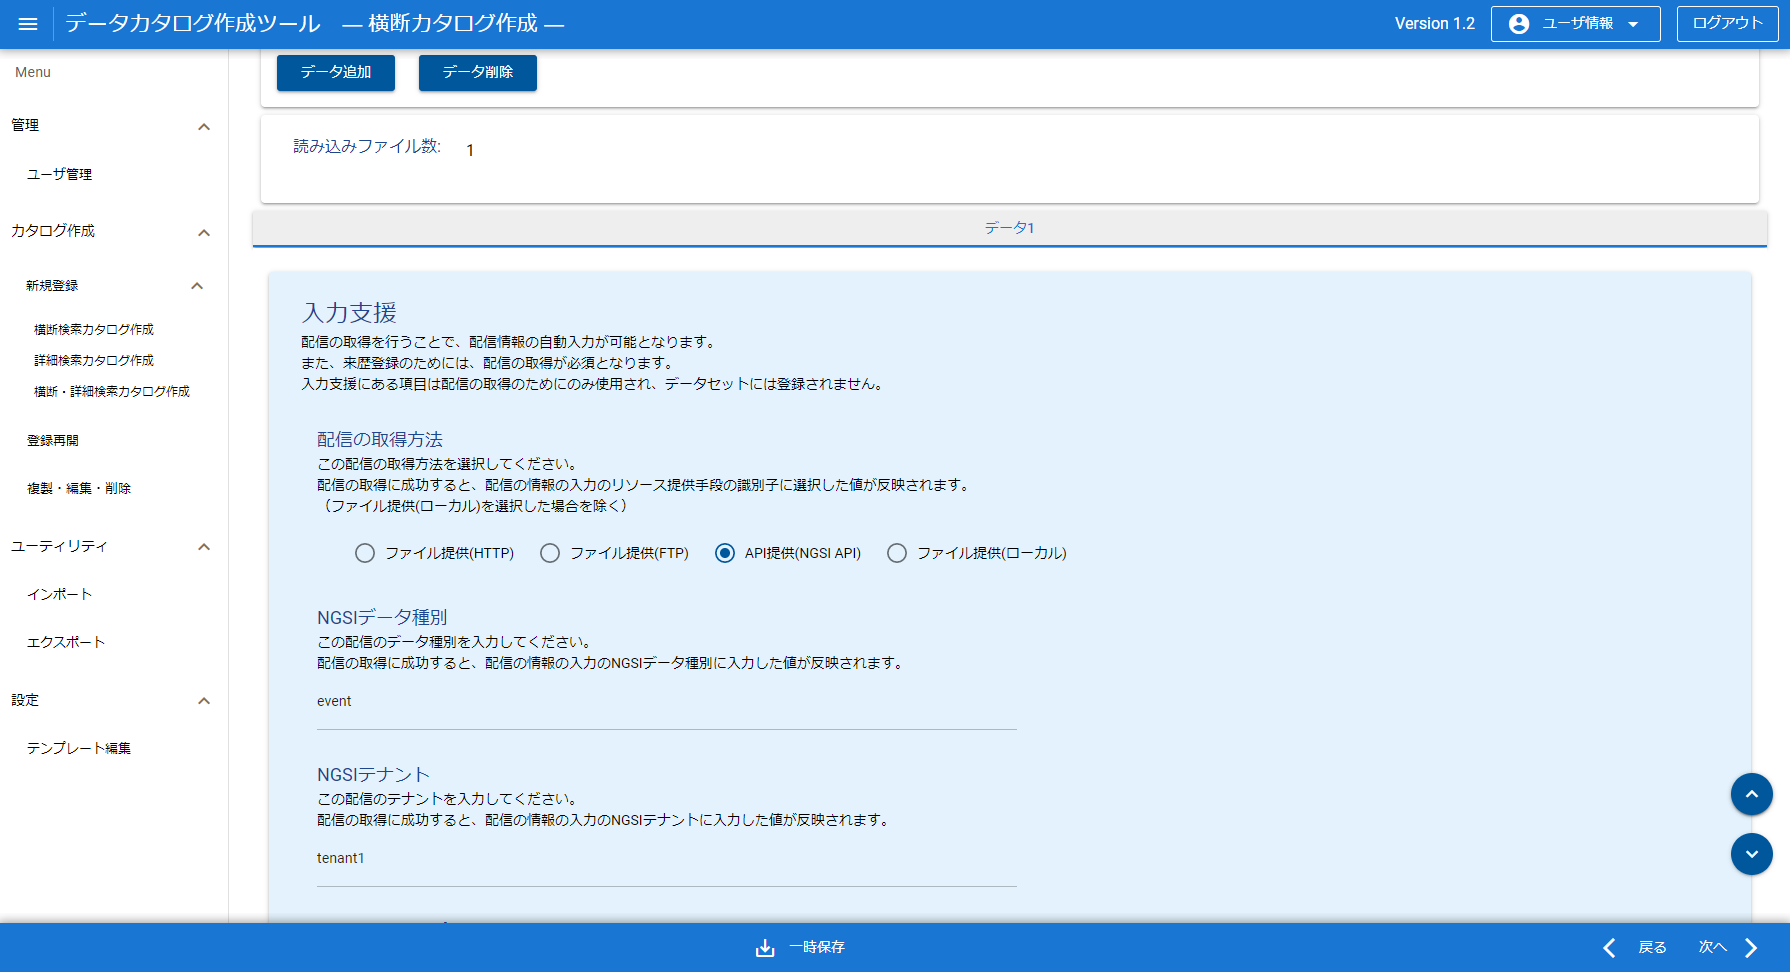 データカタログ作成ツール ― 横断カタログ作成 ―
Version 1.2
ユーザ情報
ログアウト
Menu
管理
ユーザ管理
カタログ作成
新規登録
横断検索カタログ作成
詳細検索カタログ作成
横断・詳細検索カタログ作成
登録再開
複製・編集・削除
ユーティリティ
インポート
エクスポート
設定
テンプレート編集
データ追加
データ削除
読み込みファイル数: 1
データ1
入力支援
配信の取得を行うことで、配信情報の自動入力が可能となります。
また、来歴登録のためには、配信の取得が必須となります。
入力支援にある項目は配信の取得のためにのみ使用され、データセットには登録されません。
配信の取得方法
この配信の取得方法を選択してください。
配信の取得に成功すると、配信の情報の入力のリソース提供手段の識別子に選択した値が反映されます。
（ファイル提供(ローカル)を選択した場合を除く）
ファイル提供(HTTP)
ファイル提供(FTP)
API提供(NGSI API)
ファイル提供(ローカル)
NGSIデータ種別
この配信のデータ種別を入力してください。
配信の取得に成功すると、配信の情報の入力のNGSIデータ種別に入力した値が反映されます。
event
NGSIテナント
この配信のテナントを入力してください。
配信の取得に成功すると、配信の情報の入力のNGSIテナントに入力した値が反映されます。
tenant1
一時保存
戻る
次へ